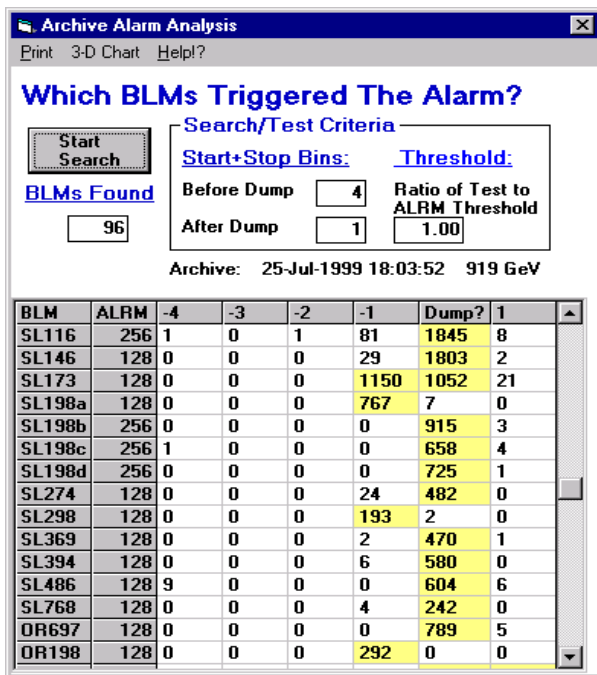 Archive Alarm Analysis
Print 3-D Chart Help!?
Which BLMs Triggered The Alarm?
Start Search
BLMs Found
96
Search/Test Criteria
Start+Stop Bins: Threshold:
Before Dump 4 Ratio of Test to ALRM Threshold
After Dump 1 1.00
Archive: 25-Jul-1999 18:03:52 919 GeV
BLM ALRM -4 -3 -2 -1 Dump? 1
SL116 256 1 0 1 81 1845 8
SL146 128 0 0 0 29 1803 2
SL173 128 0 0 0 1150 1052 21
SL198a 128 0 0 0 767 7 0
SL198b 256 0 0 0 0 915 3
SL198c 256 1 0 0 0 658 4
SL198d 256 0 0 0 0 725 1
SL274 128 0 0 0 24 482 0
SL298 128 0 0 0 193 2 0
SL369 128 0 0 0 2 470 1
SL394 128 0 0 0 6 580 0
SL486 128 9 0 0 0 604 6
SL768 128 0 0 0 4 242 0
OR697 128 0 0 0 0 789 5
OR198 128 0 0 0 292 0 0